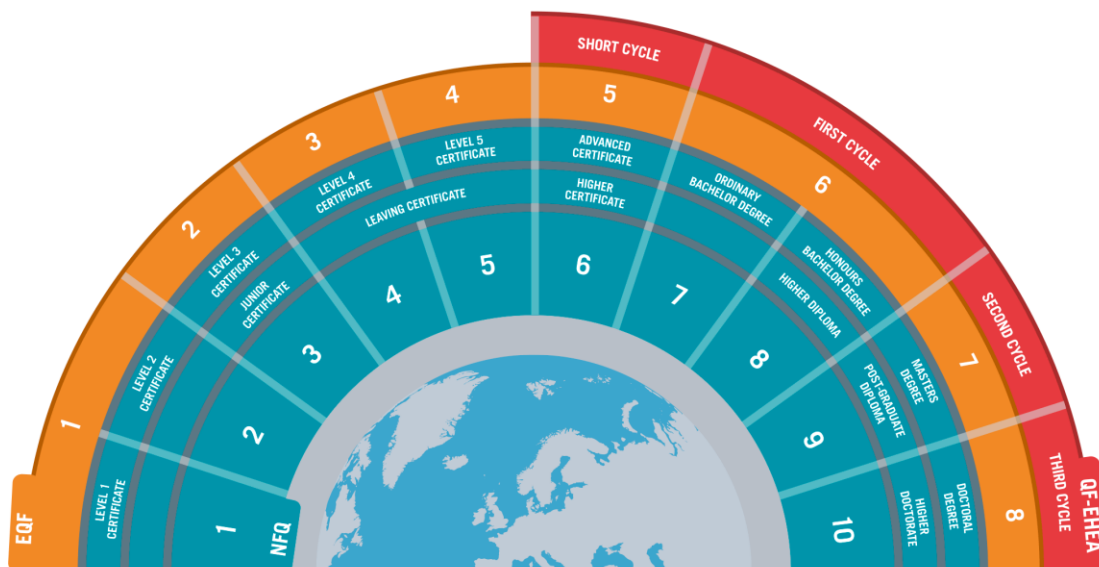 SHORT CYCLE
FIRST CYCLE
SECOND CYCLE
THIRD CYCLE
QF-EHEA
EQF
1
2
3
4
5
6
7
8
LEVEL 1
CERTIFICATE
LEVEL 2
CERTIFICATE
LEVEL 3
CERTIFICATE
LEVEL 4
CERTIFICATE
LEVEL 5
CERTIFICATE
ADVANCED
CERTIFICATE
ORDINARY
BACHELOR DEGREE
HONOURS
BACHELOR DEGREE
MASTERS
DEGREE
DOCTORAL
DEGREE
JUNIOR
CERTIFICATE
LEAVING CERTIFICATE
HIGHER
CERTIFICATE
HIGHER DIPLOMA
POST-GRADUATE
DIPLOMA
HIGHER
DOCTORATE
NFQ
1
2
3
4
5
6
7
8
9
10